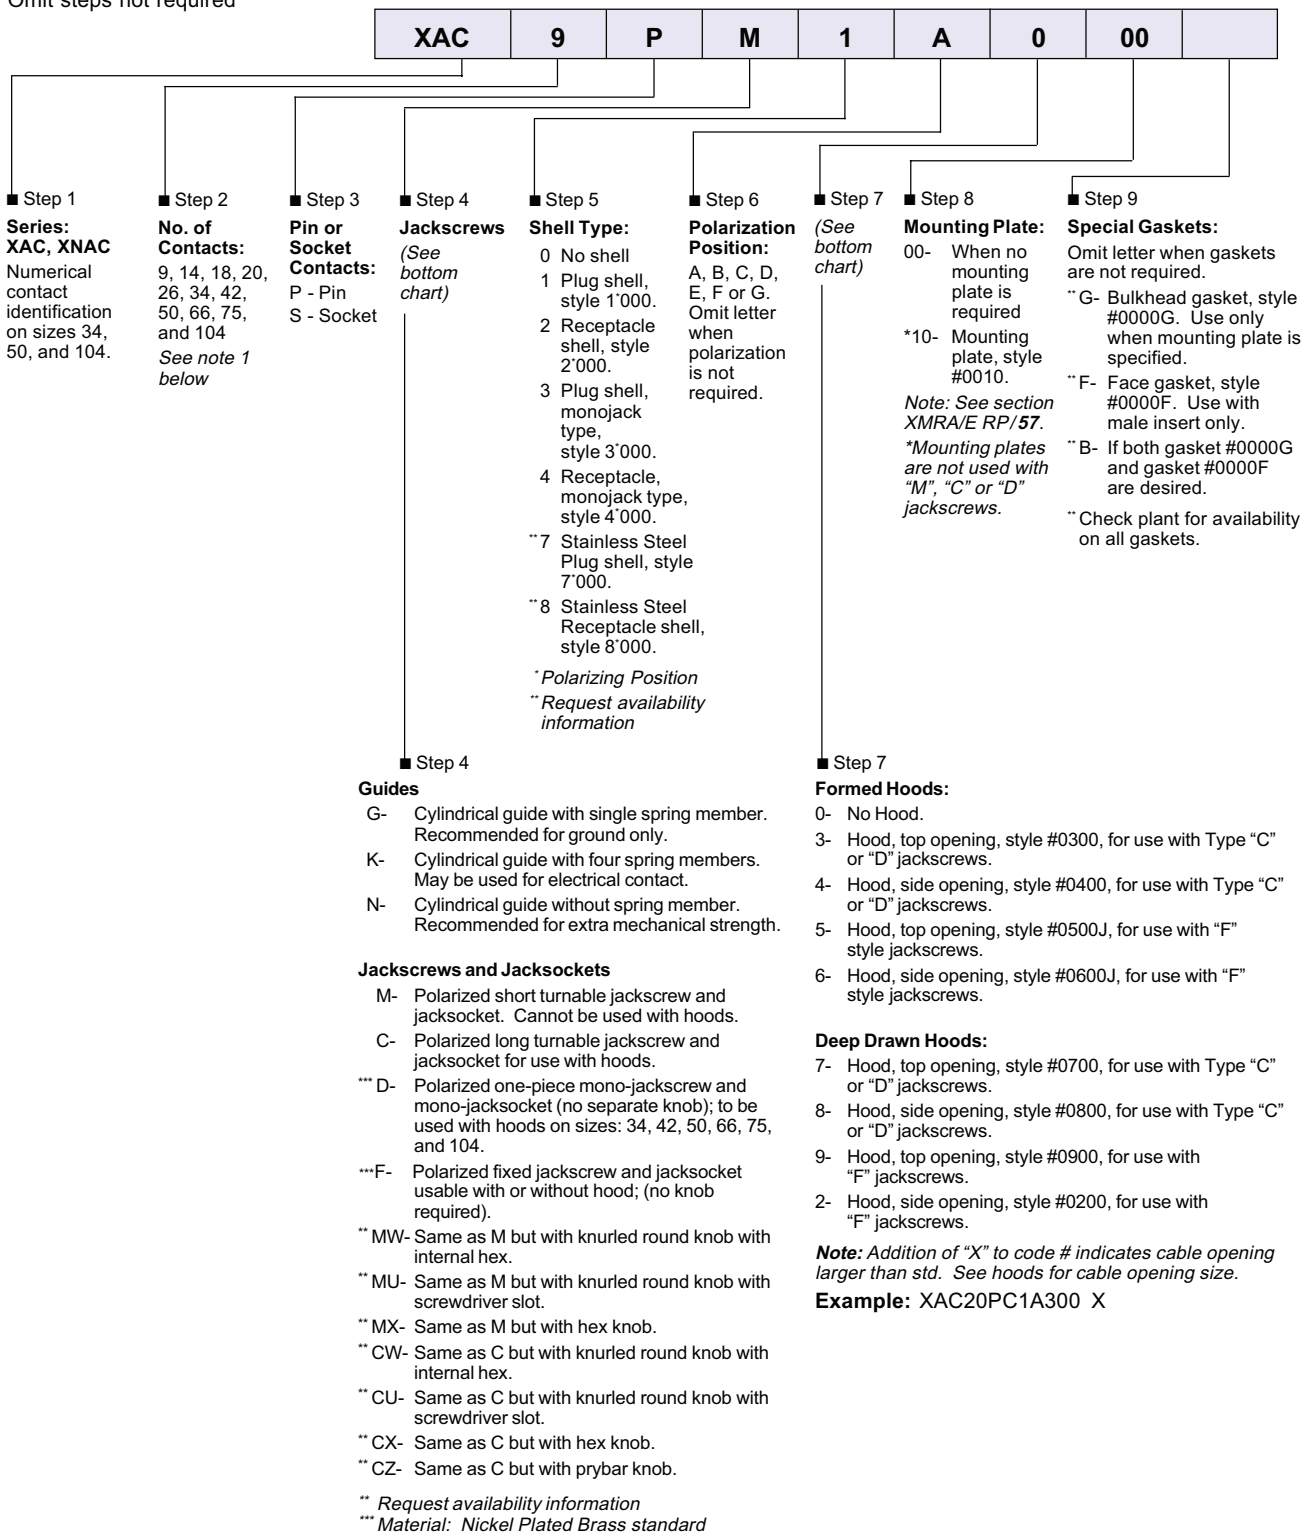 Omit steps not required
XAC 9 P M 1 A 0 00
■ Step 1
Series:
XAC, XNAC
Numerical
contact
identification
on sizes 34,
50, and 104.
■ Step 2
No. of
Contacts:
9, 14, 18, 20,
26, 34, 42,
50, 66, 75,
and 104
See note 1
below
■ Step 3
Pin or
Socket
Contacts:
P - Pin
S - Socket
■ Step 4
Jackscrews
(See
bottom
chart)
■ Step 5
Shell Type:
0 No shell
1 Plug shell,
style 1*000.
2 Receptacle
shell, style
2*000.
3 Plug shell,
monojack
type,
style 3*000.
4 Receptacle,
monojack type,
style 4*000.
**7 Stainless Steel
Plug shell, style
7*000.
**8 Stainless Steel
Receptacle shell,
style 8*000.
* Polarizing Position
** Request availability
information
■ Step 6
Polarization
Position:
A, B, C, D,
E, F or G.
Omit letter
when
polarization
is not
required.
■ Step 7
(See
bottom
chart)
■ Step 8
Mounting Plate:
00- When no
mounting
plate is
required
*10- Mounting
plate, style
#0010.
Note: See section
XMRA/E RP/57.
*Mounting plates
are not used with
“M”, “C” or “D”
jackscrews.
■ Step 9
Special Gaskets:
Omit letter when gaskets
are not required.
**G- Bulkhead gasket, style
#0000G. Use only
when mounting plate is
specified.
**F- Face gasket, style
#0000F. Use with
male insert only.
**B- If both gasket #0000G
and gasket #0000F
are desired.
** Check plant for availability
on all gaskets.
■ Step 4
Guides
G- Cylindrical guide with single spring member.
Recommended for ground only.
K- Cylindrical guide with four spring members.
May be used for electrical contact.
N- Cylindrical guide without spring member.
Recommended for extra mechanical strength.
Jackscrews and Jacksockets
M- Polarized short turnable jackscrew and
jacksocket. Cannot be used with hoods.
C- Polarized long turnable jackscrew and
jacksocket for use with hoods.
*** D- Polarized one-piece mono-jackscrew and
mono-jacksocket (no separate knob); to be
used with hoods on sizes: 34, 42, 50, 66, 75,
and 104.
***F- Polarized fixed jackscrew and jacksocket
usable with or without hood; (no knob
required).
** MW- Same as M but with knurled round knob with
internal hex.
** MU- Same as M but with knurled round knob with
screwdriver slot.
** MX- Same as M but with hex knob.
** CW- Same as C but with knurled round knob with
internal hex.
** CU- Same as C but with knurled round knob with
screwdriver slot.
** CX- Same as C but with hex knob.
** CZ- Same as C but with prybar knob.
** Request availability information
*** Material: Nickel Plated Brass standard
■ Step 7
Formed Hoods:
0- No Hood.
3- Hood, top opening, style #0300, for use with Type “C”
or “D” jackscrews.
4- Hood, side opening, style #0400, for use with Type “C”
or “D” jackscrews.
5- Hood, top opening, style #0500J, for use with “F”
style jackscrews.
6- Hood, side opening, style #0600J, for use with “F”
style jackscrews.
Deep Drawn Hoods:
7- Hood, top opening, style #0700, for use with Type “C”
or “D” jackscrews.
8- Hood, side opening, style #0800, for use with Type “C”
or “D” jackscrews.
9- Hood, top opening, style #0900, for use with
“F” jackscrews.
2- Hood, side opening, style #0200, for use with
“F” jackscrews.
Note: Addition of “X” to code # indicates cable opening
larger than std. See hoods for cable opening size.
Example: XAC20PC1A300 X